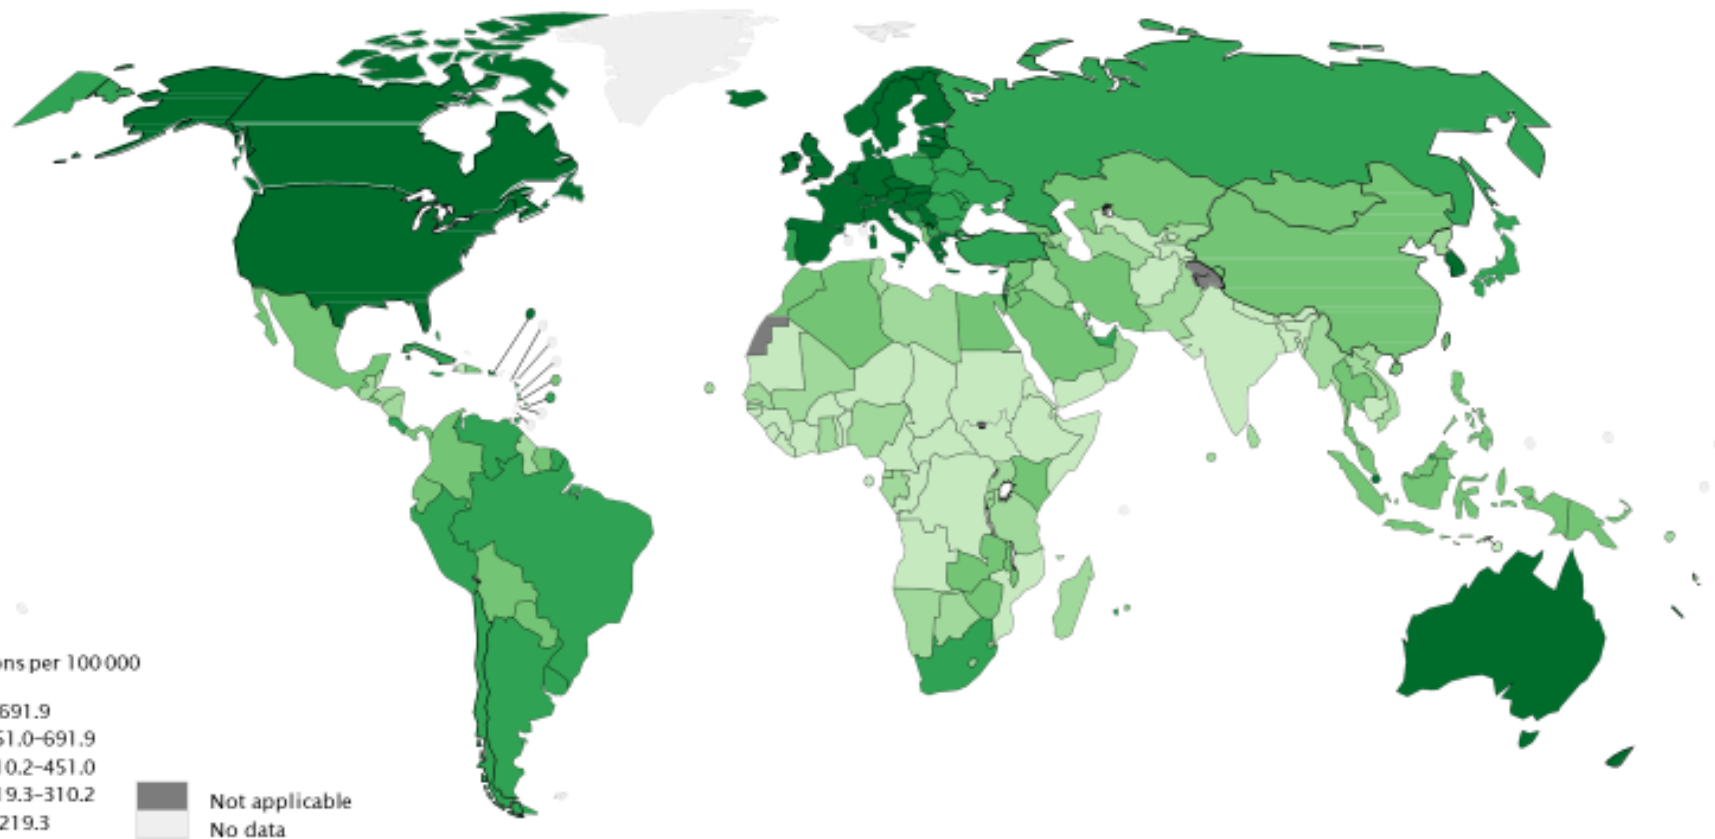 ons per 100 000
691.9
51.0–691.9
10.2–451.0
19.3–310.2
219.3
Not applicable
No data